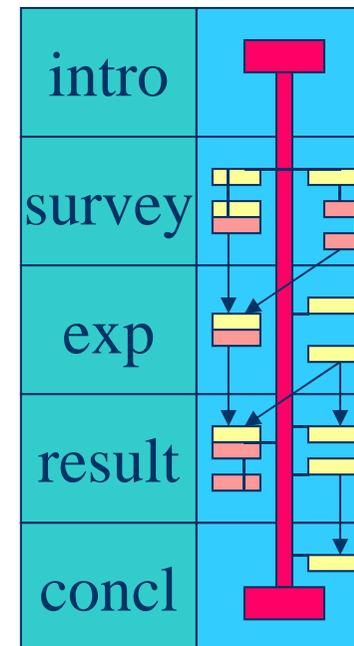 intro
survey
exp
result
concl